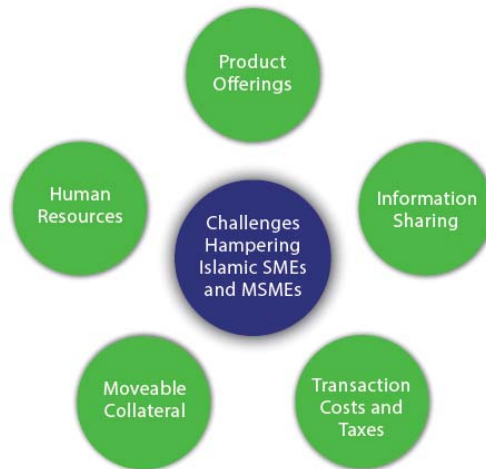 Product
Offerings
Human
Resources
Information
Sharing
Challenges
Hampering
Islamic SMEs
and MSMEs
Moveable
Collateral
Transaction
Costs and
Taxes